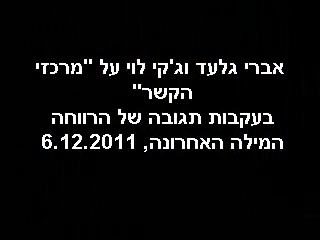 אברי גלעד וג'קי לוי על "מרכזי
הקשר"
בעקבות תגובה של הרווחה
המילה האחרונה, 6.12.2011